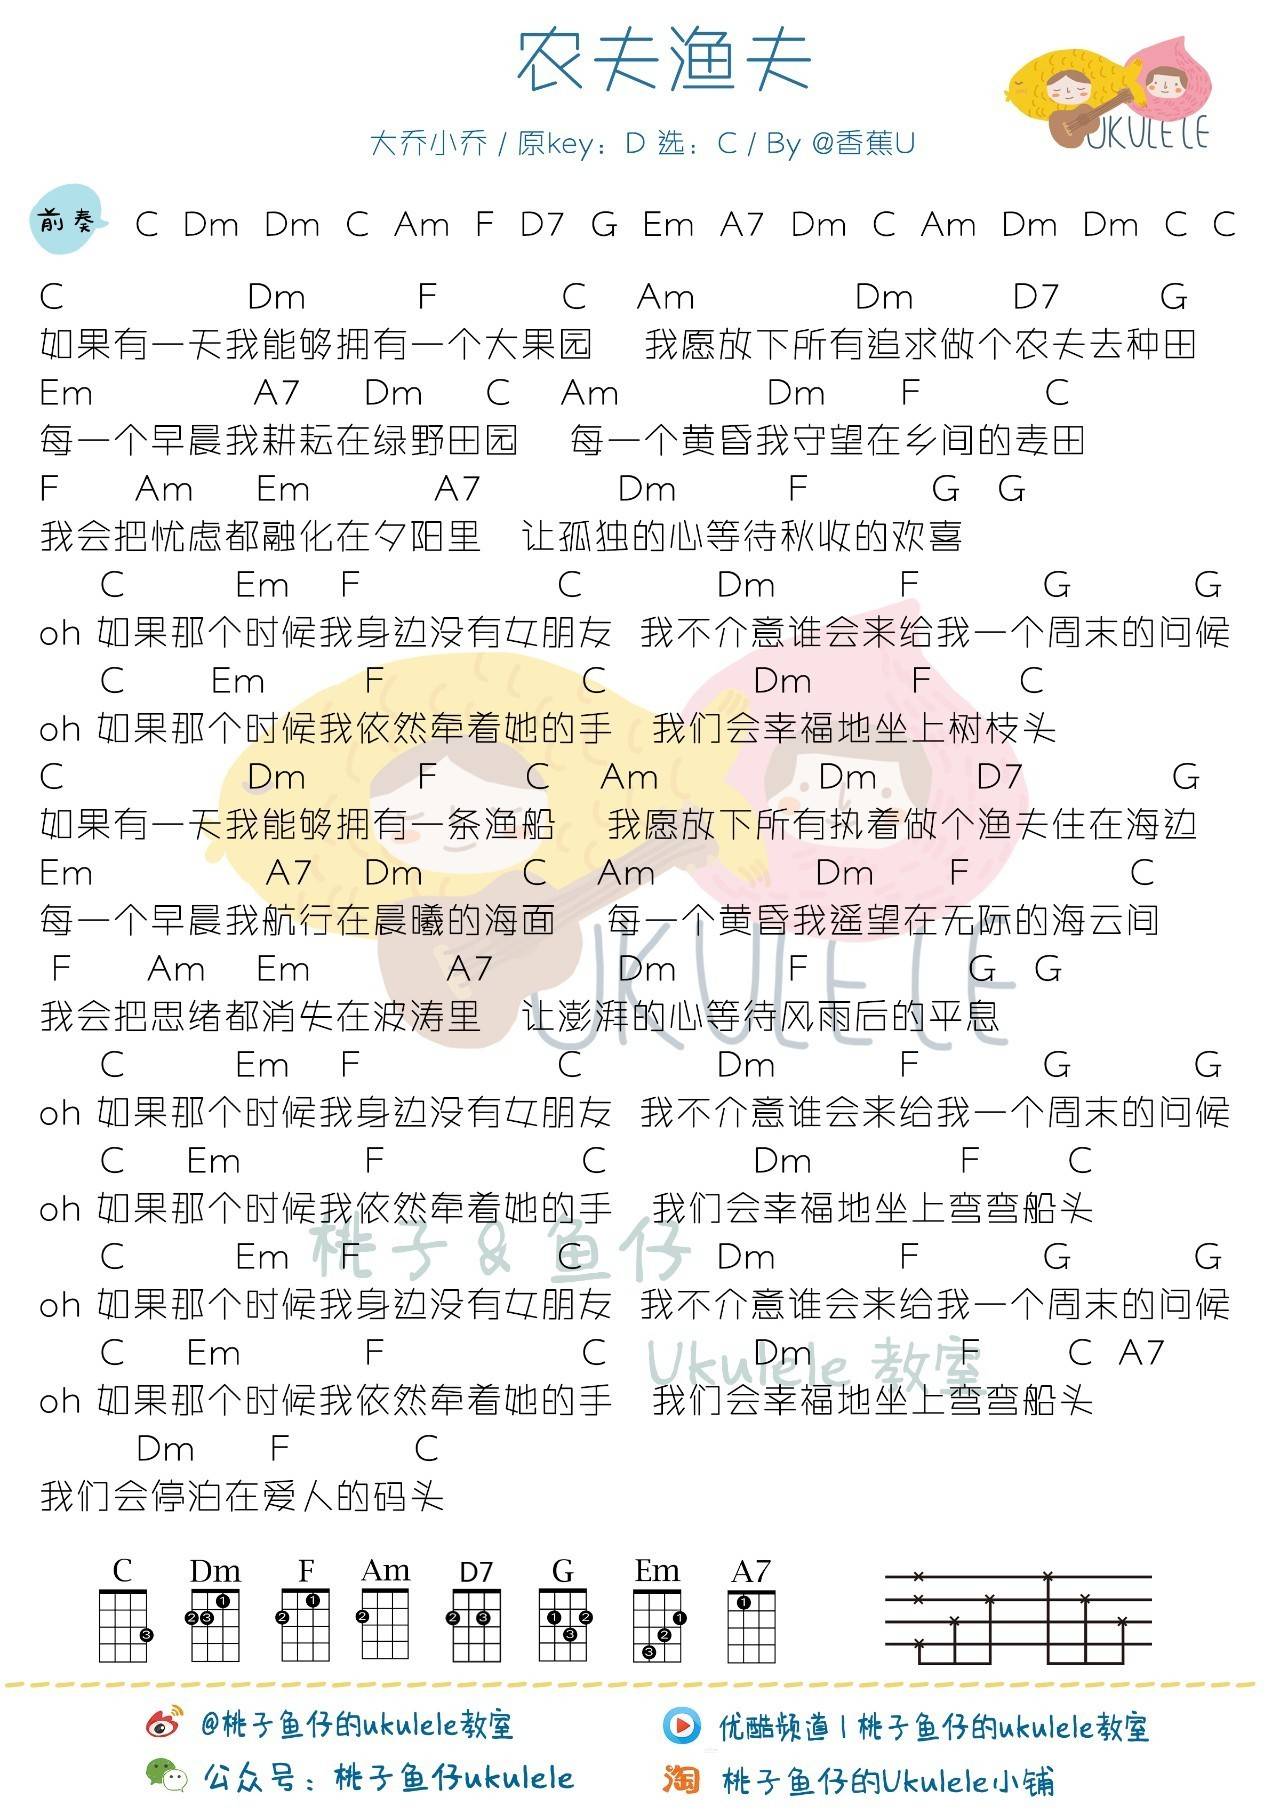 农夫渔夫
大乔小乔 / 原key：D 选：C / By @香蕉U
UKULELE
前奏 C Dm Dm C Am F D7 G Em A7 Dm C Am Dm Dm C C
C Dm F C Am Dm D7 G
如果有一天我能够拥有一个大果园 我愿放下所有追求做个农夫去种田
Em A7 Dm C Am Dm F C
每一个早晨我耕耘在绿野田园 每一个黄昏我守望在乡间的麦田
F Am Em A7 Dm F G G
我会把忧虑都融化在夕阳里 让孤独的心等待秋收的欢喜
C Em F C Dm F G G
oh 如果那个时候我身边没有女朋友 我不介意谁会来给我一个周末的问候
C Em F C Dm F C
oh 如果那个时候我依然牵着她的手 我们会幸福地坐上树枝头
C Dm F C Am Dm D7 G
如果有一天我能够拥有一条渔船 我愿放下所有执着做个渔夫住在海边
Em A7 Dm C Am Dm F C
每一个早晨我航行在晨曦的海面 每一个黄昏我遥望在无际的海云间
UKULELE
F Am Em A7 Dm F G G
我会把思绪都消失在波涛里 让澎湃的心等待风雨后的平息
C Em F C Dm F G G
oh 如果那个时候我身边没有女朋友 我不介意谁会来给我一个周末的问候
C Em F C Dm F C
oh 如果那个时候我依然牵着她的手 我们会幸福地坐上弯弯船头
桃子 & 鱼仔
C Em F C Dm F G G
oh 如果那个时候我身边没有女朋友 我不介意谁会来给我一个周末的问候
Ukulele 教室
C Em F C Dm F C A7
oh 如果那个时候我依然牵着她的手 我们会幸福地坐上弯弯船头
Dm F C
我们会停泊在爱人的码头
C Dm F Am D7 G Em A7
3 2 3 1 2 1 2 2 3 1 3 2 3 2 1 1
@桃子鱼仔的ukulele教室
优酷频道 | 桃子鱼仔的ukulele教室
公众号：桃子鱼仔ukulele
淘 桃子鱼仔的Ukulele小铺